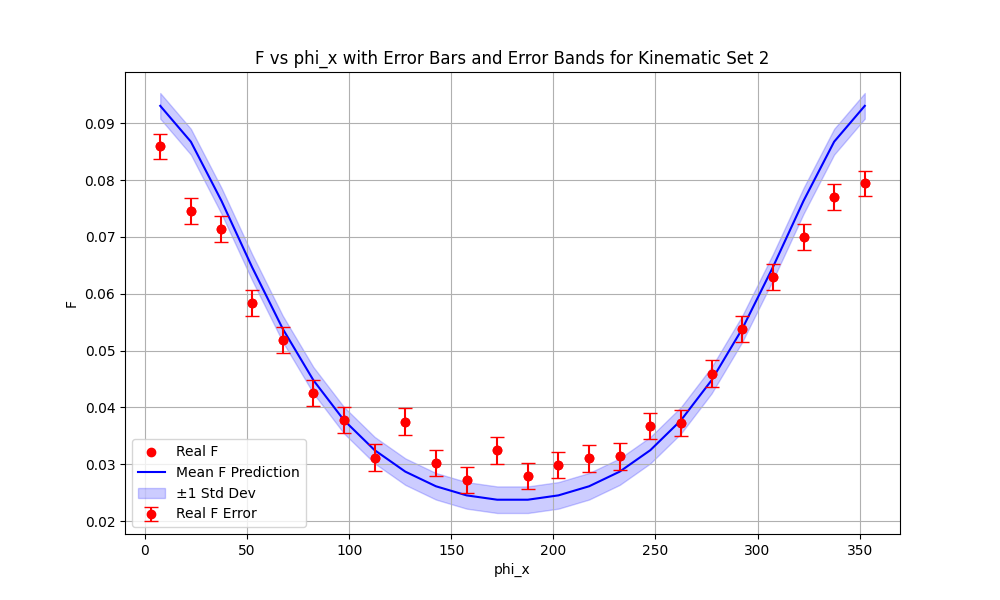 F vs phi_x with Error Bars and Error Bands for Kinematic Set 2
0.09
0.08
0.07
0.06
0.05
0.04
0.03
0.02
F
Real F
Mean F Prediction
±1 Std Dev
Real F Error
0 50 100 150 200 250 300 350
phi_x